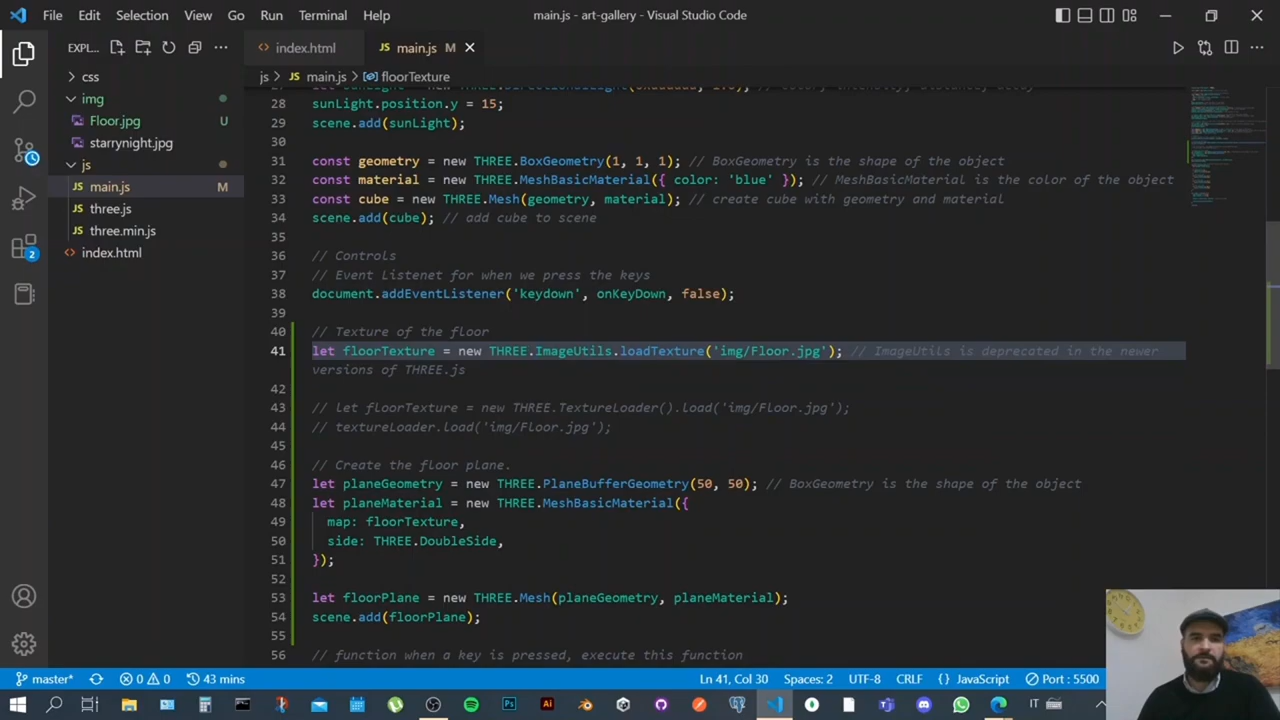 File Edit Selection View Go Run Terminal Help main.js - art-gallery - Visual Studio Code
EXPL...
index.html
main.js M
js > main.js > floorTexture
css
img
Floor.jpg U
starrynight.jpg
js
main.js M
three.js
three.min.js
index.html
28 sunLight.position.y = 15;
29 scene.add(sunLight);
30
31 const geometry = new THREE.BoxGeometry(1, 1, 1); // BoxGeometry is the shape of the object
32 const material = new THREE.MeshBasicMaterial({ color: 'blue' }); // MeshBasicMaterial is the color of the object
33 const cube = new THREE.Mesh(geometry, material); // create cube with geometry and material
34 scene.add(cube); // add cube to scene
35
36 // Controls
37 // Event Listenet for when we press the keys
38 document.addEventListener('keydown', onKeyDown, false);
39
40 // Texture of the floor
41 let floorTexture = new THREE.ImageUtils.loadTexture('img/Floor.jpg'); // ImageUtils is deprecated in the newer
versions of THREE.js
42
43 // let floorTexture = new THREE.TextureLoader().load('img/Floor.jpg');
44 // textureLoader.load('img/Floor.jpg');
45
46 // Create the floor plane.
47 let planeGeometry = new THREE.PlaneBufferGeometry(50, 50); // BoxGeometry is the shape of the object
48 let planeMaterial = new THREE.MeshBasicMaterial({
49 map: floorTexture,
50 side: THREE.DoubleSide,
51 });
52
53 let floorPlane = new THREE.Mesh(planeGeometry, planeMaterial);
54 scene.add(floorPlane);
55
56 // function when a key is pressed, execute this function
2
master* 0 0 43 mins Ln 41, Col 30 Spaces: 2 UTF-8 CRLF {} JavaScript Port : 5500
Ps Ai IT